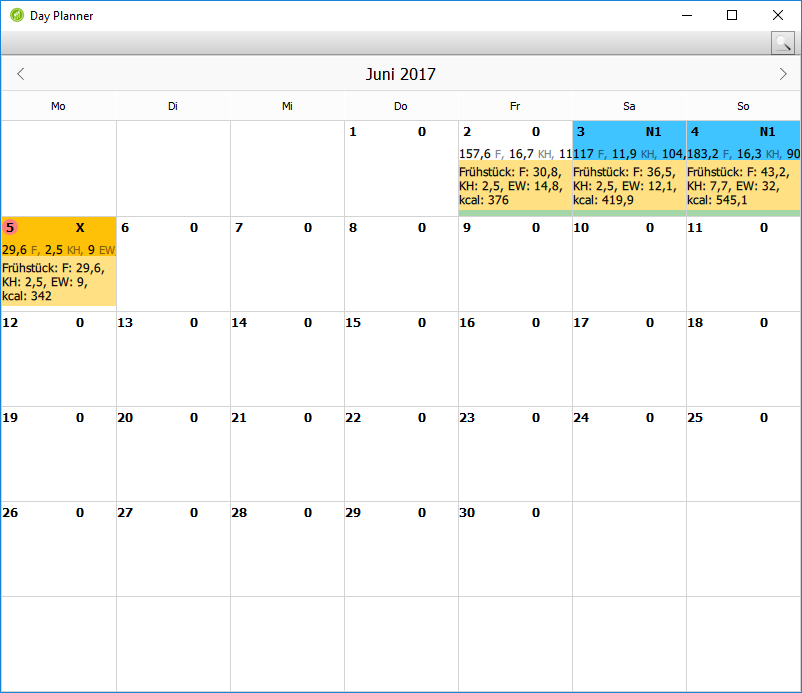 Day Planner
Juni 2017
Mo Di Mi Do Fr Sa So
1 0 2 0 3 N1 4 N1
157,6 F, 16,7 KH, 11 117 F, 11,9 KH, 104, 183,2 F, 16,3 KH, 90
Frühstück: F: 30,8, Frühstück: F: 36,5, Frühstück: F: 43,2,
KH: 2,5, EW: 14,8, KH: 2,5, EW: 12,1, KH: 7,7, EW: 32,
kcal: 376 kcal: 419,9 kcal: 545,1
5 X 6 0 7 0 8 0 9 0 10 0 11 0
29,6 F, 2,5 KH, 9 EW
Frühstück: F: 29,6,
KH: 2,5, EW: 9,
kcal: 342
12 0 13 0 14 0 15 0 16 0 17 0 18 0
19 0 20 0 21 0 22 0 23 0 24 0 25 0
26 0 27 0 28 0 29 0 30 0